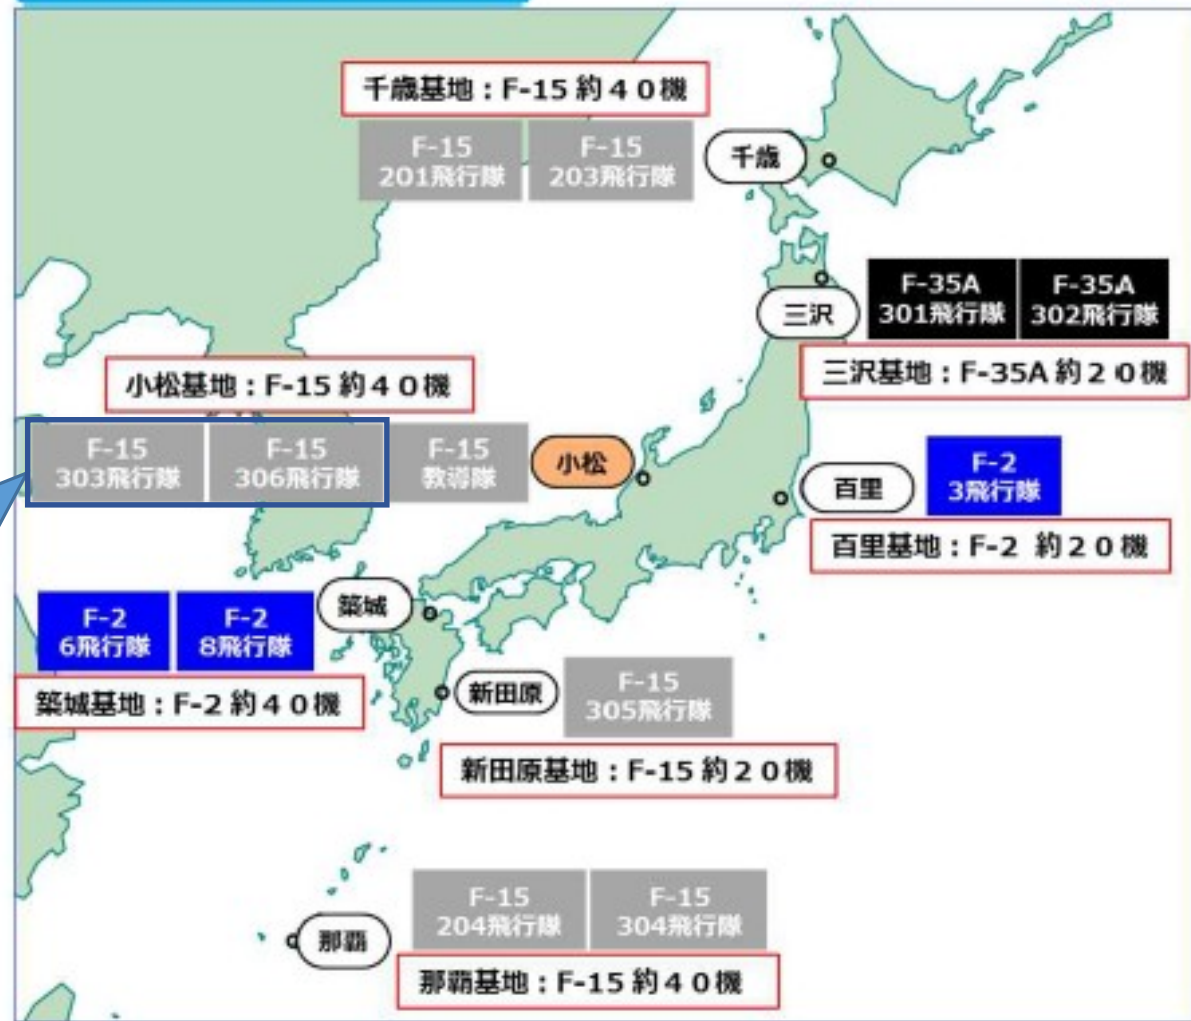 千歳基地：F-15 約４０機
F-15
201飛行隊
F-15
203飛行隊
千歳
F-35A
301飛行隊
F-35A
302飛行隊
三沢
三沢基地：F-35A 約２０機
小松基地：F-15 約４０機
F-15
303飛行隊
F-15
306飛行隊
F-15
教導隊
小松
F-2
3飛行隊
百里
百里基地：F-2 約２０機
F-2
6飛行隊
F-2
8飛行隊
築城
築城基地：F-2 約４０機
新田原
F-15
305飛行隊
新田原基地：F-15 約２０機
F-15
204飛行隊
F-15
304飛行隊
那覇
那覇基地：F-15 約４０機